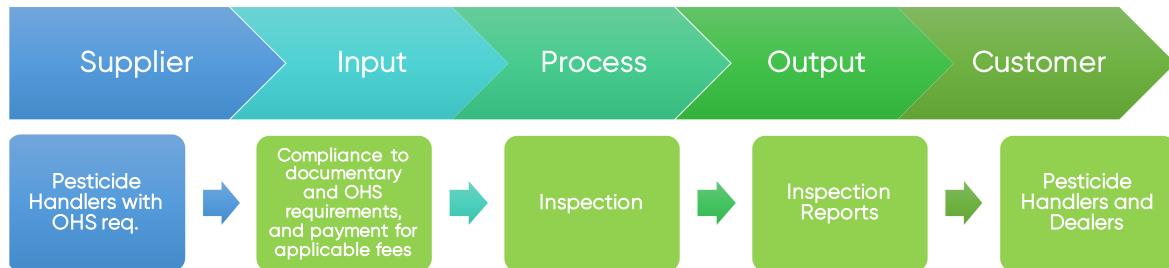 Supplier
Input
Process
Output
Customer
Pesticide
Handlers with
OHS req.
Compliance to
documentary
and OHS
requirements,
and payment for
applicable fees
Inspection
Inspection
Reports
Pesticide
Handlers and
Dealers